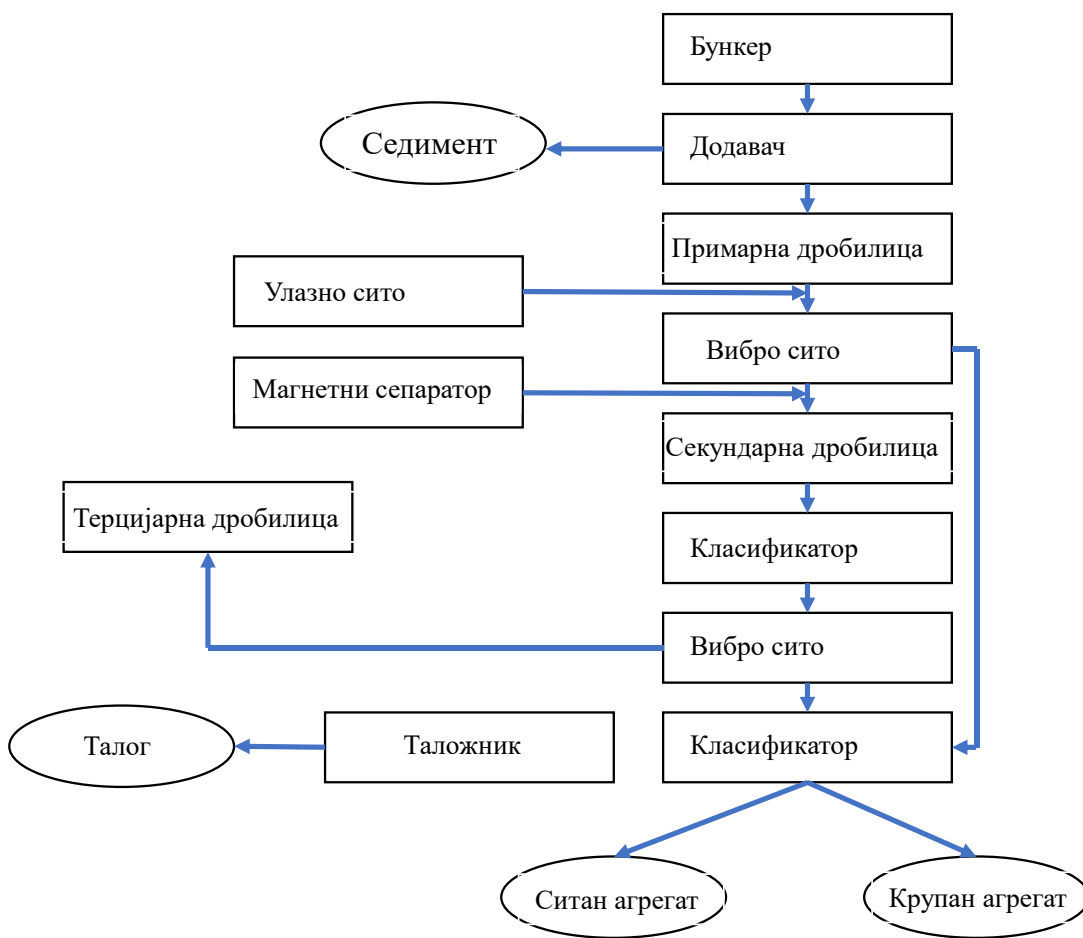 Бункер
Седимент
Додавач
Примарна дробилица
Улазно сито
Вибро сито
Магнетни сепаратор
Секундарна дробилица
Терцијарна дробилица
Класификатор
Вибро сито
Талог
Таложник
Класификатор
Ситан агрегат
Крупан агрегат